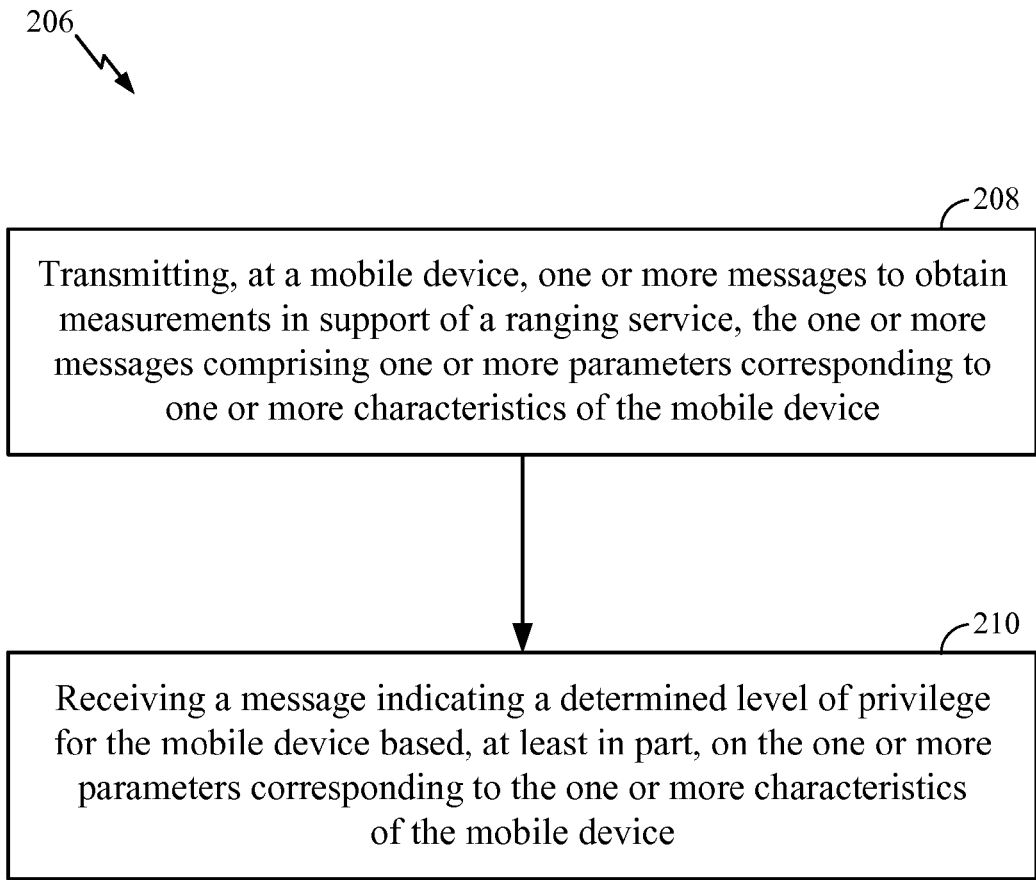 206
208
Transmitting, at a mobile device, one or more messages to obtain
measurements in support of a ranging service, the one or more
messages comprising one or more parameters corresponding to
one or more characteristics of the mobile device
210
Receiving a message indicating a determined level of privilege
for the mobile device based, at least in part, on the one or more
parameters corresponding to the one or more characteristics
of the mobile device